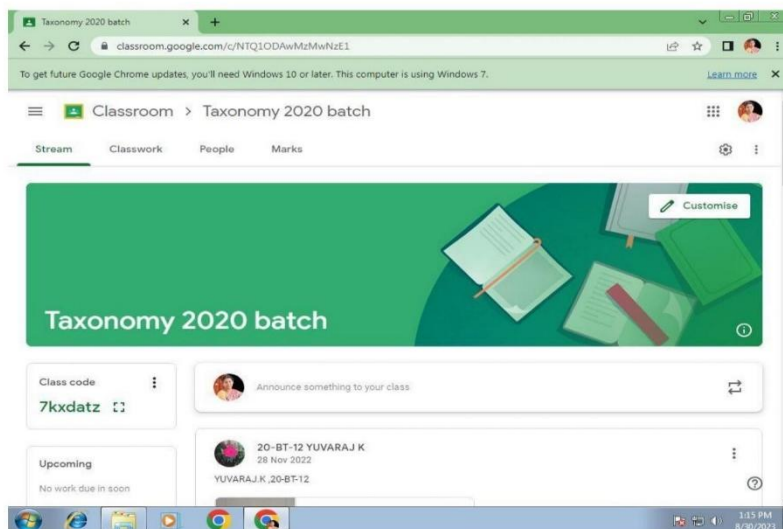 Taxonomy 2020 batch
classroom.google.com/c/NTQ1ODAwMzMwNzE1
To get future Google Chrome updates, you'll need Windows 10 or later. This computer is using Windows 7.
Learn more
Classroom > Taxonomy 2020 batch
Stream Classwork People Marks
Customise
Taxonomy 2020 batch
Class code
7kxdatz
Announce something to your class
Upcoming
No work due in soon
20-BT-12 YUVARAJ K
28 Nov 2022
YUVARAJ.K ,20-BT-12
1:15 PM
8/30/2023